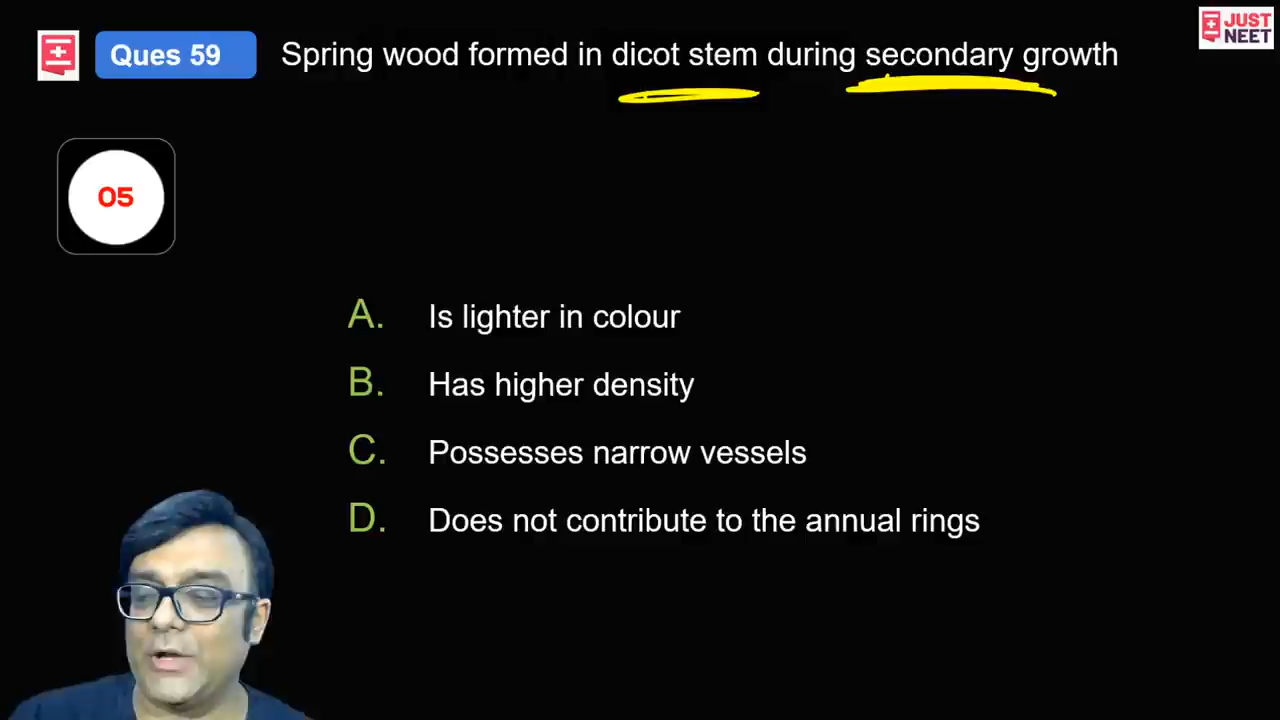 JUST
NEET
Ques 59
Spring wood formed in dicot stem during secondary growth
05
A. Is lighter in colour
B. Has higher density
C. Possesses narrow vessels
D. Does not contribute to the annual rings